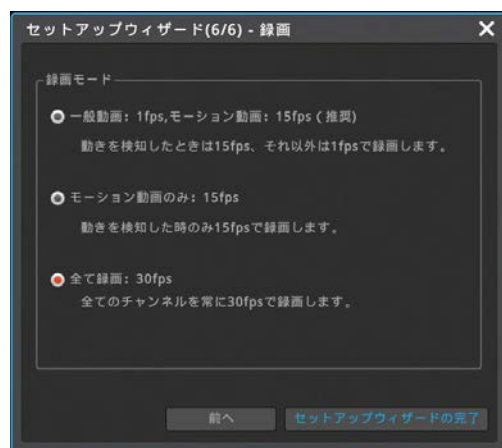 セットアップウィザード(6/6) - 録画
録画モード
一般動画: 1fps,モーション動画: 15fps ( 推奨)
動きを検知したときは15fps、それ以外は1fpsで録画します。
モーション動画のみ: 15fps
動きを検知した時のみ15fpsで録画します。
全て録画: 30fps
全てのチャンネルを常に30fpsで録画します。
前へ
セットアップウィザードの完了